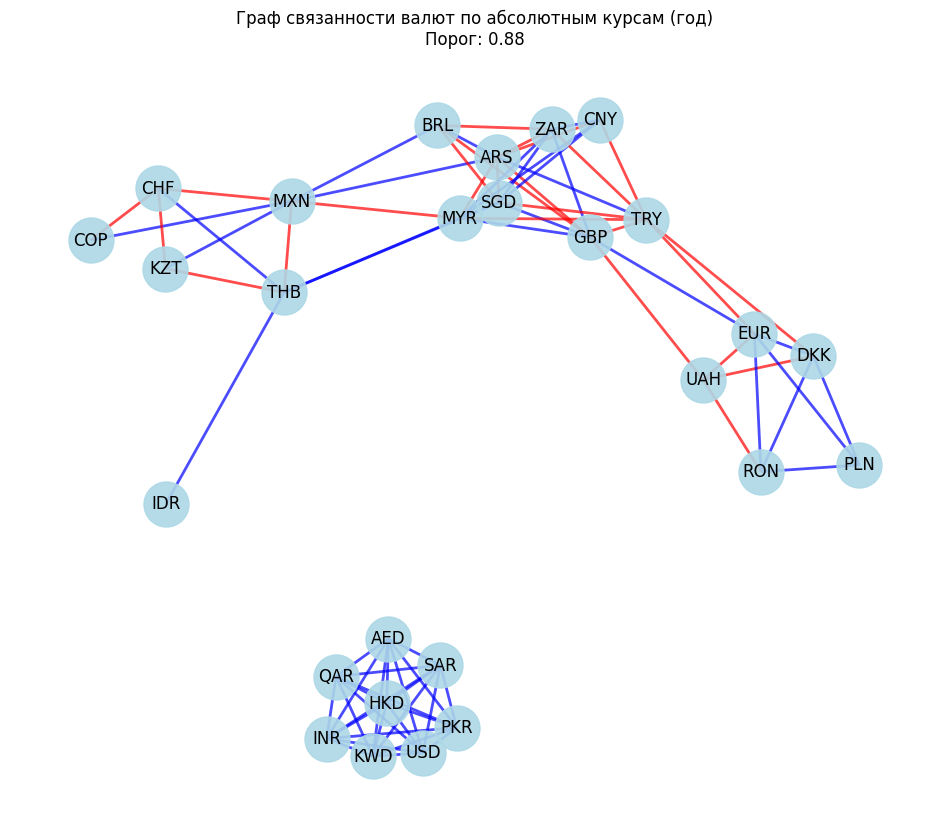 Граф связанности валют по абсолютным курсам (год)
Порог: 0.88
BRL
ZAR
CNY
ARS
CHF
MXN
SGD
MYR
TRY
COP
GBP
KZT
THB
EUR
DKK
UAH
RON
PLN
IDR
AED
SAR
QAR
HKD
PKR
INR
KWD
USD